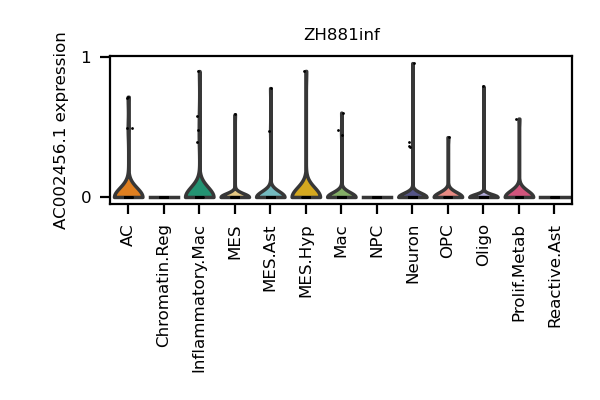 ZH881inf
AC002456.1 expression
1
0
AC
Chromatin.Reg
Inflammatory.Mac
MES
MES.Ast
MES.Hyp
Mac
NPC
Neuron
OPC
Oligo
Prolif.Metab
Reactive.Ast